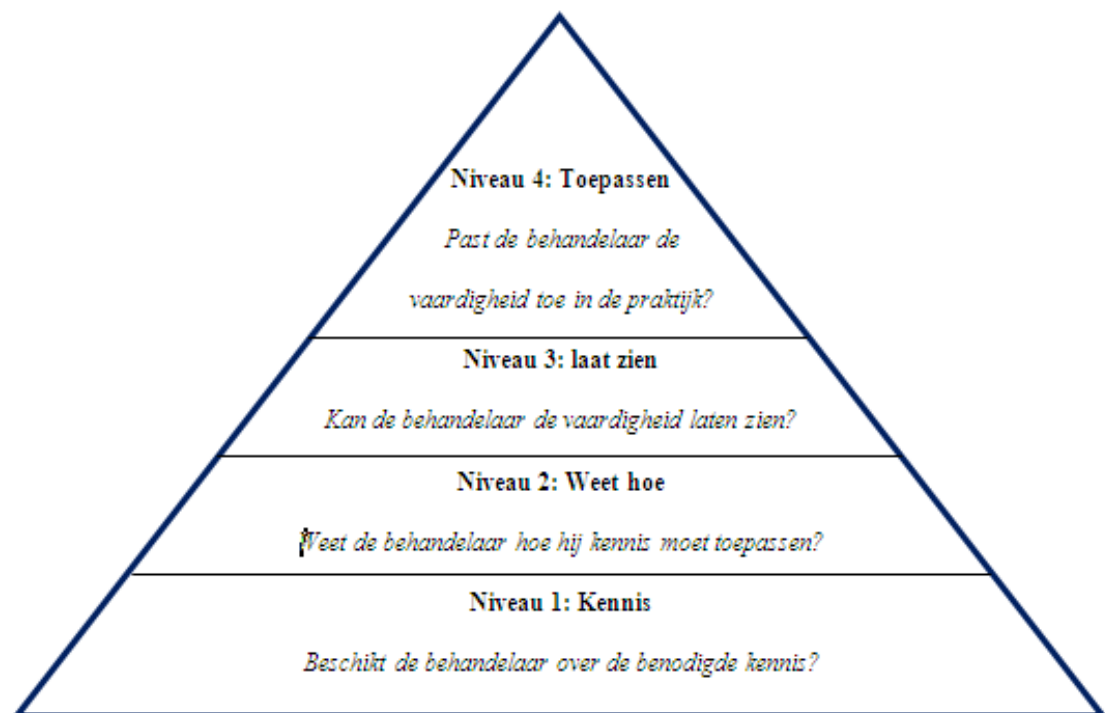 Niveau 4: Toepassen
Past de behandelaar de
vaardigheid toe in de praktijk?
Niveau 3: laat zien
Kan de behandelaar de vaardigheid laten zien?
Niveau 2: Weet hoe
Weet de behandelaar hoe hij kennis moet toepassen?
Niveau 1: Kennis
Beschikt de behandelaar over de benodigde kennis?